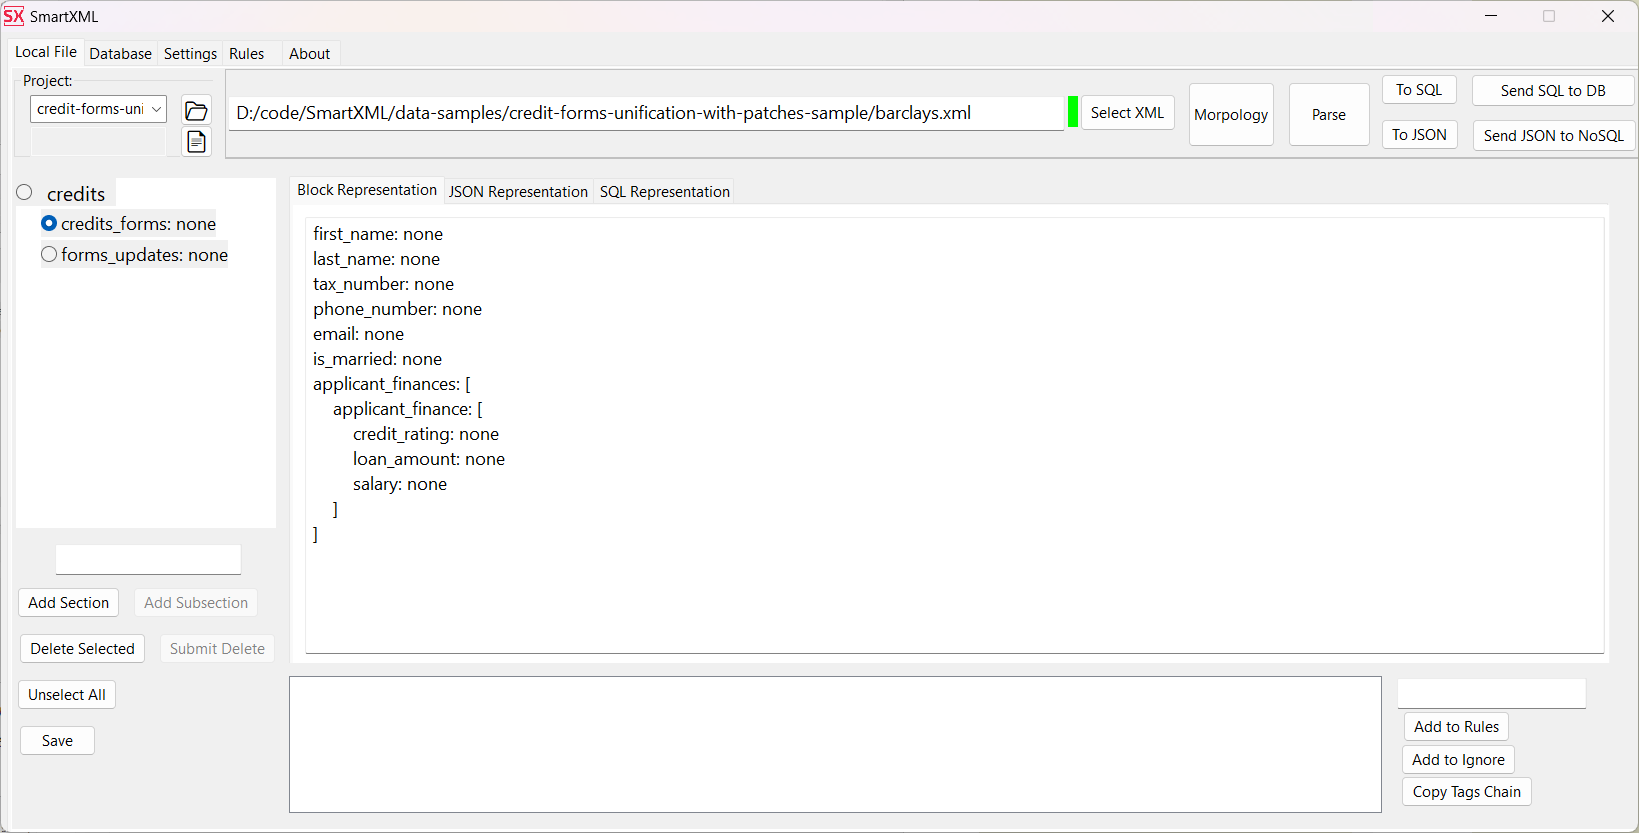 SX SmartXML
Local File Database Settings Rules About
Project:
credit-forms-uni
D:/code/SmartXML/data-samples/credit-forms-unification-with-patches-sample/barclays.xml
Select XML
Morpology
Parse
To SQL
Send SQL to DB
To JSON
Send JSON to NoSQL
credits
credits_forms: none
forms_updates: none
Block Representation JSON Representation SQL Representation
first_name: none
last_name: none
tax_number: none
phone_number: none
email: none
is_married: none
applicant_finances: [
applicant_finance: [
credit_rating: none
loan_amount: none
salary: none
]
]
Add Section Add Subsection
Delete Selected Submit Delete
Unselect All
Save
Add to Rules
Add to Ignore
Copy Tags Chain